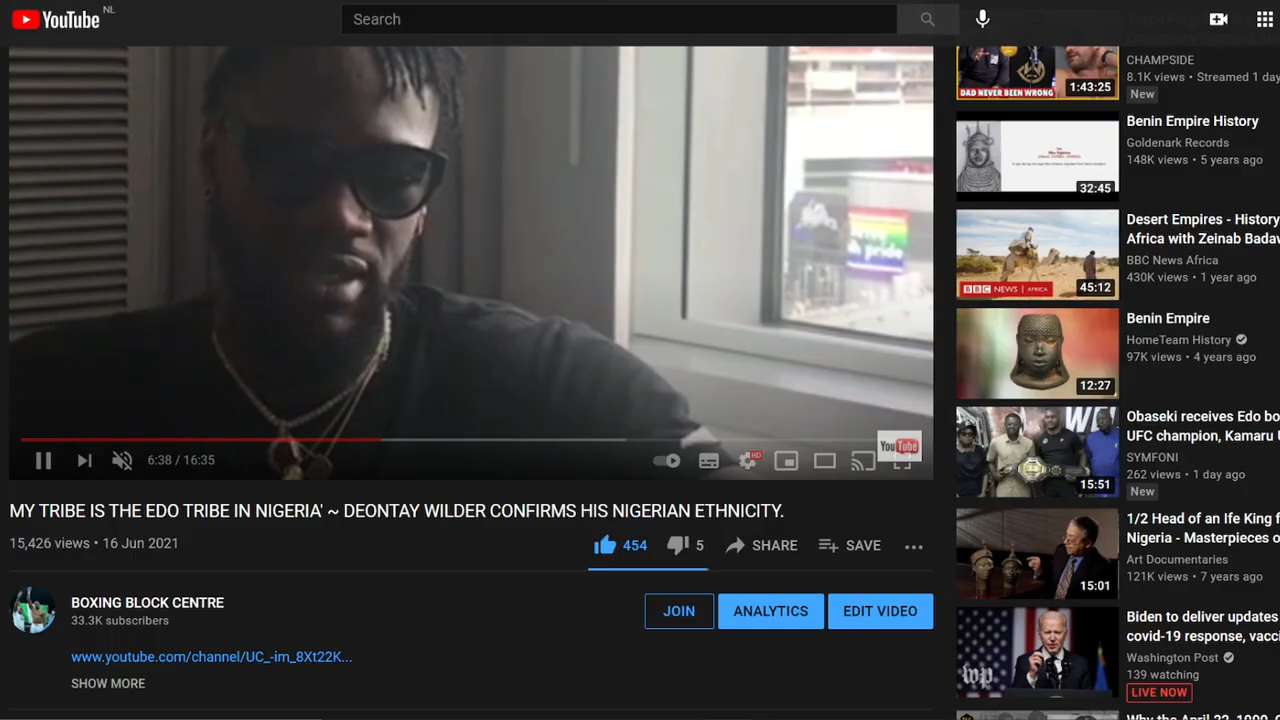 YouTube NL
Search
pride
YouTube
6:38 / 16:35
HD
MY TRIBE IS THE EDO TRIBE IN NIGERIA' ~ DEONTAY WILDER CONFIRMS HIS NIGERIAN ETHNICITY.
15,426 views • 16 Jun 2021
454
5
SHARE
SAVE
BOXING BLOCK CENTRE
33.3K subscribers
JOIN
ANALYTICS
EDIT VIDEO
www.youtube.com/channel/UC_-im_8Xt22K...
SHOW MORE
DAD NEVER BEEN WRONG
1:43:25
CHAMPSIDE
8.1K views • Streamed 1 day
New
32:45
Benin Empire History
Goldenark Records
148K views • 5 years ago
BBC NEWS AFRICA
45:12
Desert Empires - History
Africa with Zeinab Badaw
BBC News Africa
430K views • 1 year ago
12:27
Benin Empire
HomeTeam History
97K views • 4 years ago
15:51
Obaseki receives Edo bo
UFC champion, Kamaru
SYMFONI
262 views • 1 day ago
New
15:01
1/2 Head of an Ife King f
Nigeria - Masterpieces o
Art Documentaries
121K views • 7 years ago
wp
Biden to deliver updates
covid-19 response, vacci
Washington Post
139 watching
LIVE NOW